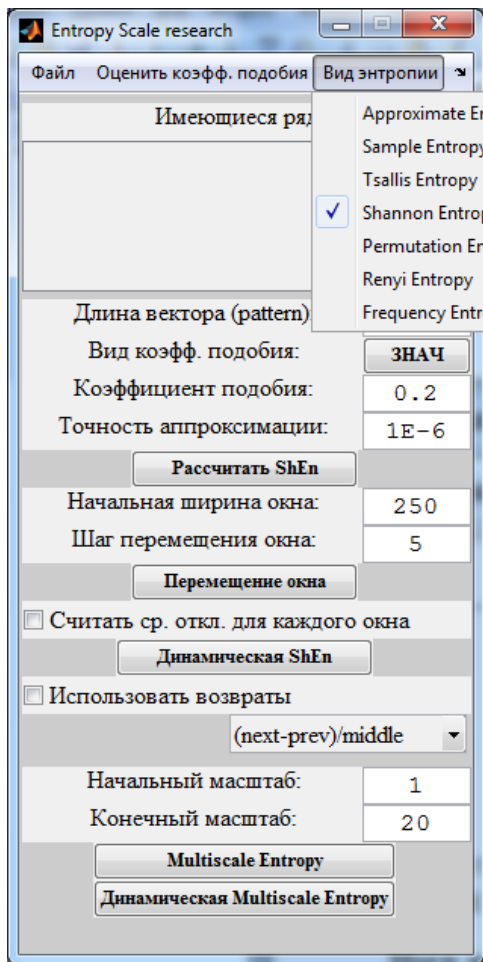 Entropy Scale research
Файл Оценить коэфф. подобия Вид энтропии
Имеющиеся ряд
Approximate En
Sample Entropy
Tsallis Entropy
Shannon Entrop
Permutation En
Renyi Entropy
Frequency Entr
Длина вектора (pattern):
Вид коэфф. подобия: ЗНАЧ
Коэффициент подобия: 0.2
Точность аппроксимации: 1E-6
Рассчитать ShEn
Начальная ширина окна: 250
Шаг перемещения окна: 5
Перемещение окна
Считать ср. откл. для каждого окна
Динамическая ShEn
Использовать возвраты
(next-prev)/middle
Начальный масштаб: 1
Конечный масштаб: 20
Multiscale Entropy
Динамическая Multiscale Entropy